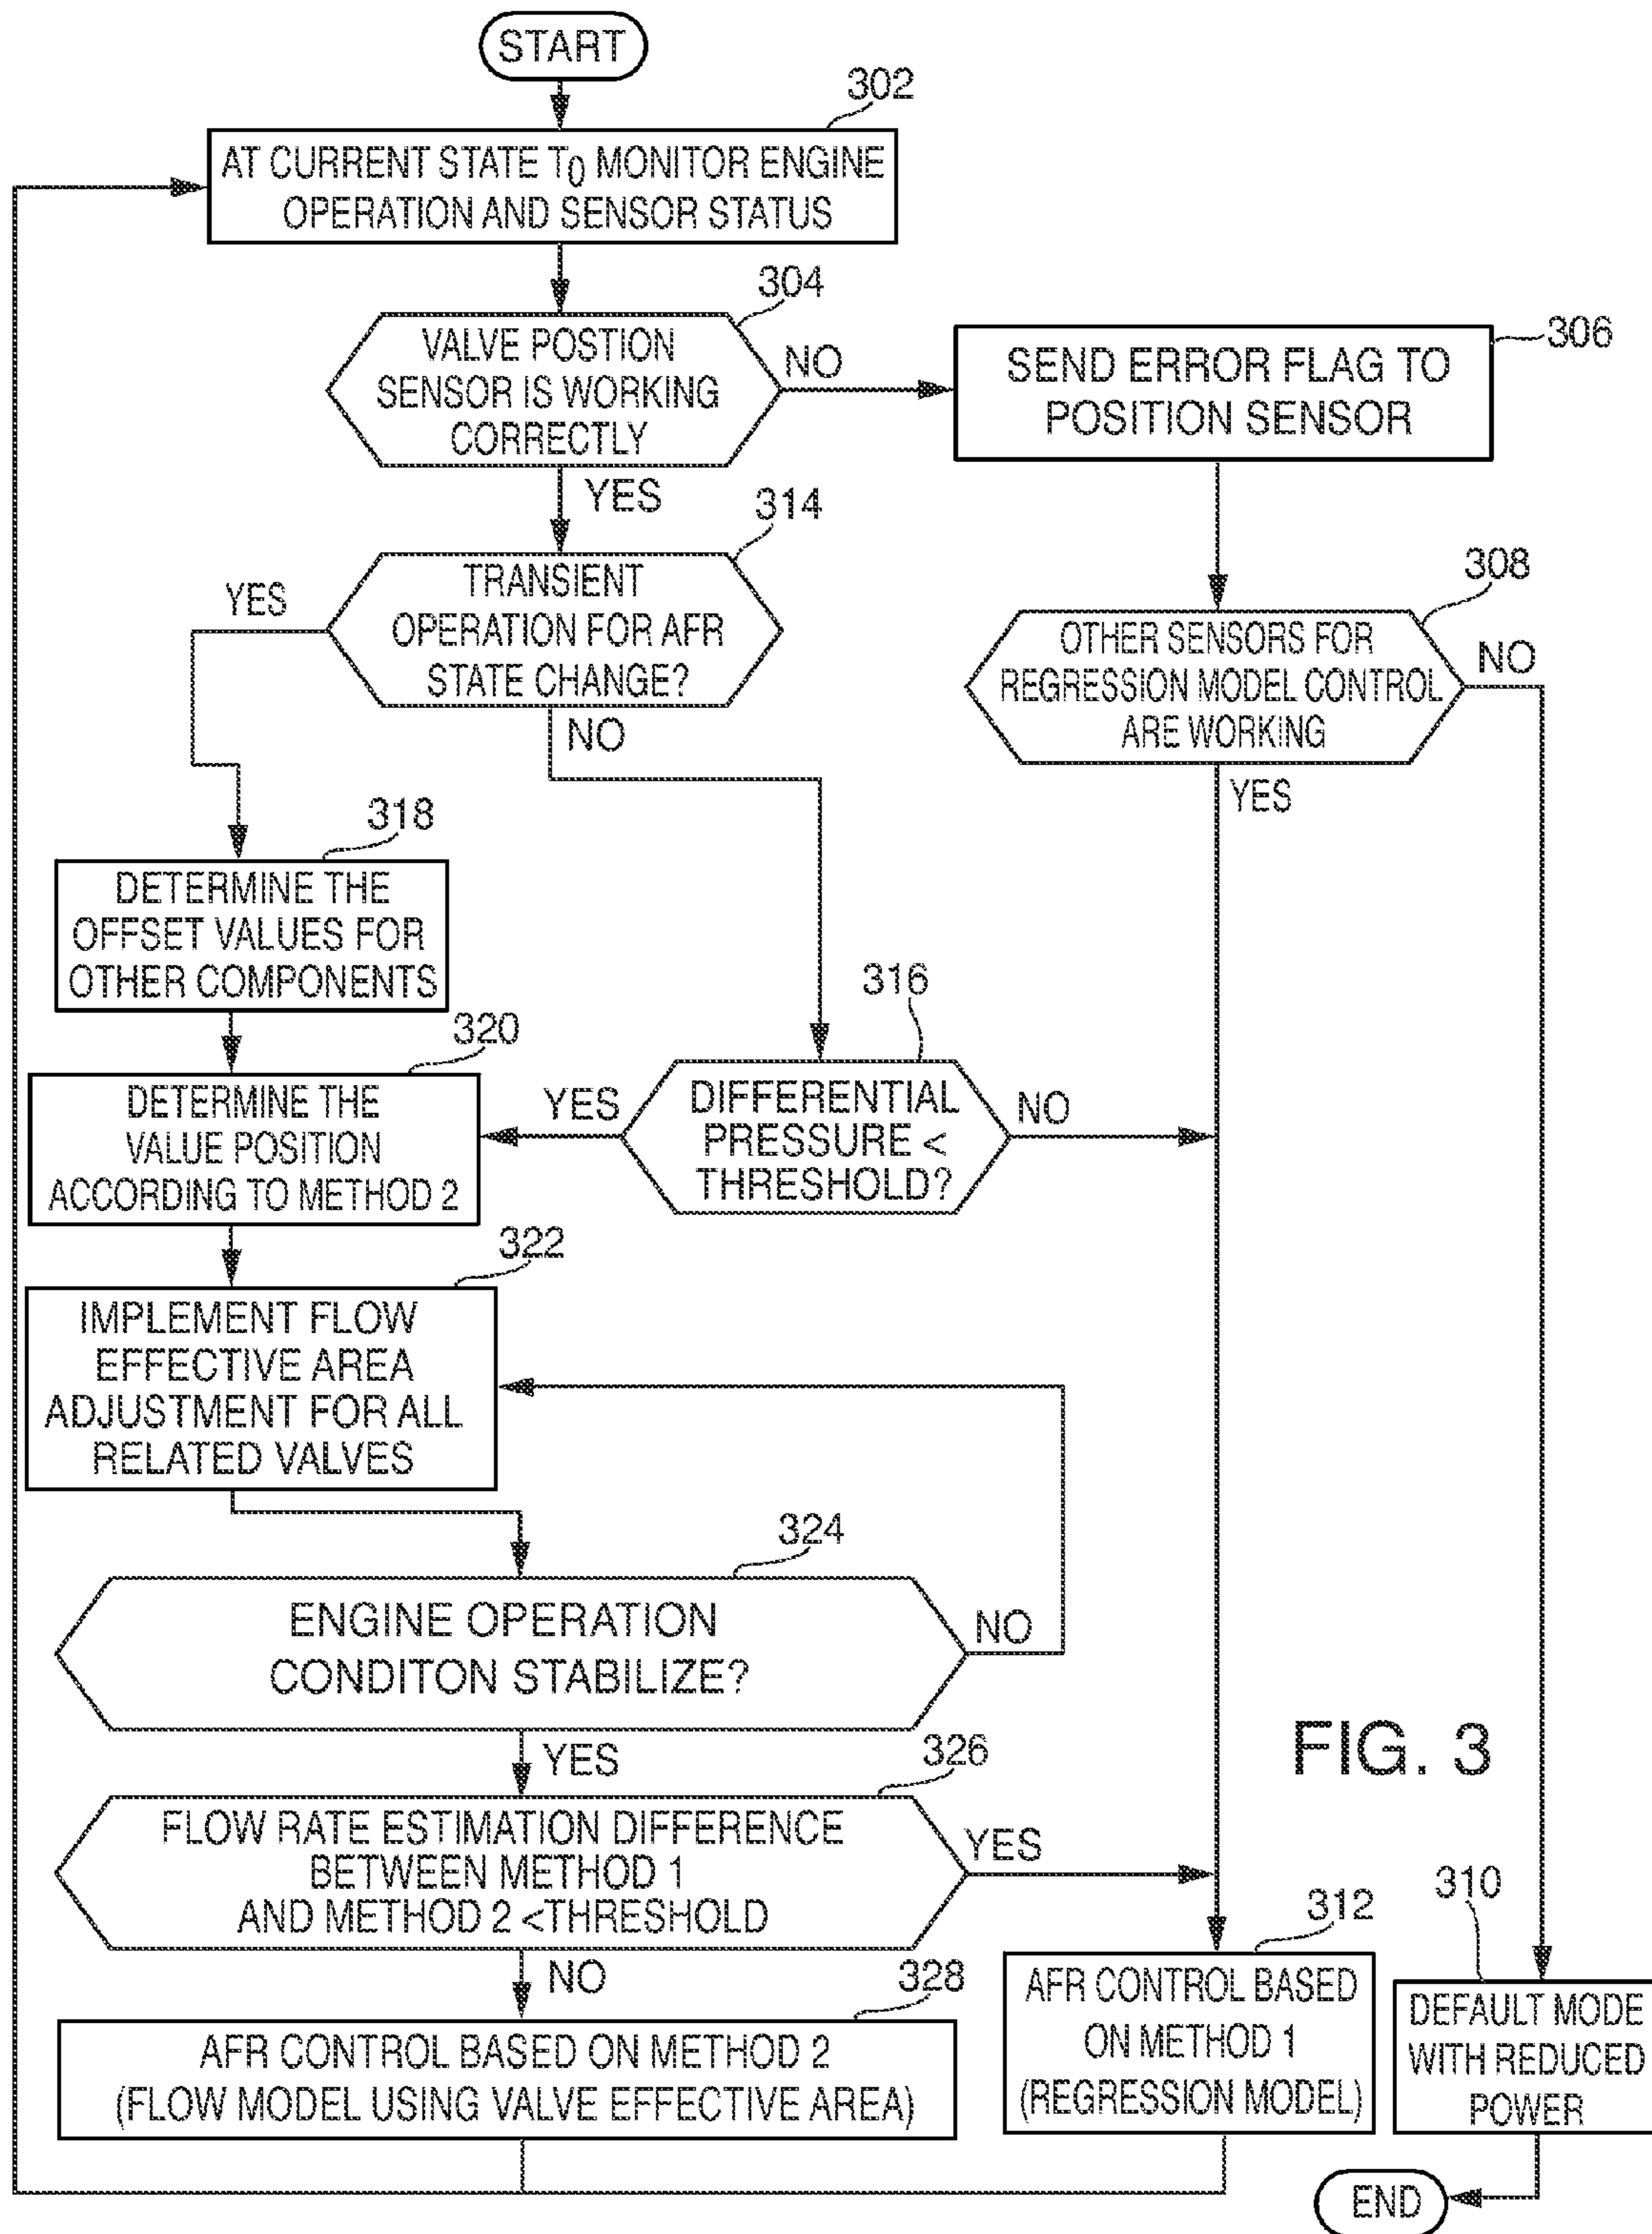 START
302
AT CURRENT STATE T0 MONITOR ENGINE
OPERATION AND SENSOR STATUS
304
VALVE POSTION
SENSOR IS WORKING
CORRECTLY
NO
YES
306
SEND ERROR FLAG TO
POSITION SENSOR
314
TRANSIENT
OPERATION FOR AFR
STATE CHANGE?
YES
NO
308
OTHER SENSORS FOR
REGRESSION MODEL CONTROL
ARE WORKING
NO
YES
318
DETERMINE THE
OFFSET VALUES FOR
OTHER COMPONENTS
316
DIFFERENTIAL
PRESSURE <
THRESHOLD?
YES
NO
320
DETERMINE THE
VALUE POSITION
ACCORDING TO METHOD 2
322
IMPLEMENT FLOW
EFFECTIVE AREA
ADJUSTMENT FOR ALL
RELATED VALVES
324
ENGINE OPERATION
CONDITON STABILIZE?
NO
YES
FIG. 3
326
FLOW RATE ESTIMATION DIFFERENCE
BETWEEN METHOD 1
AND METHOD 2 <THRESHOLD
YES
NO
328
AFR CONTROL BASED ON METHOD 2
(FLOW MODEL USING VALVE EFFECTIVE AREA)
312
AFR CONTROL BASED
ON METHOD 1
(REGRESSION MODEL)
310
DEFAULT MODE
WITH REDUCED
POWER
END